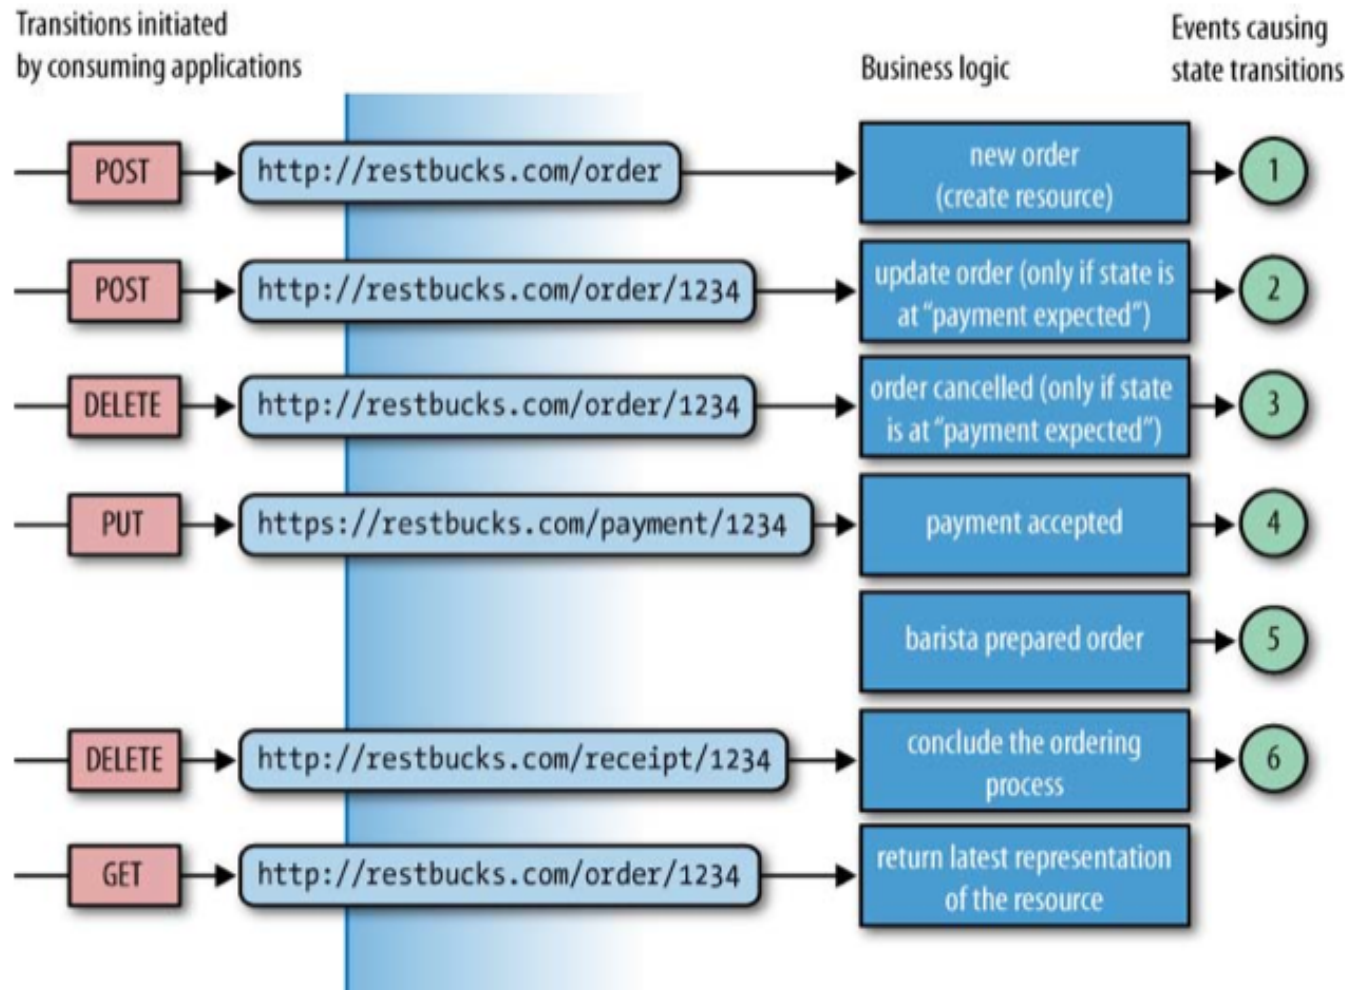 Transitions initiated
by consuming applications
Business logic
Events causing
state transitions
POST
http://restbucks.com/order
new order
(create resource)
1
POST
http://restbucks.com/order/1234
update order (only if state is
at “payment expected”)
2
DELETE
http://restbucks.com/order/1234
order cancelled (only if state
is at “payment expected”)
3
PUT
https://restbucks.com/payment/1234
payment accepted
4
barista prepared order
5
DELETE
http://restbucks.com/receipt/1234
conclude the ordering
process
6
GET
http://restbucks.com/order/1234
return latest representation
of the resource